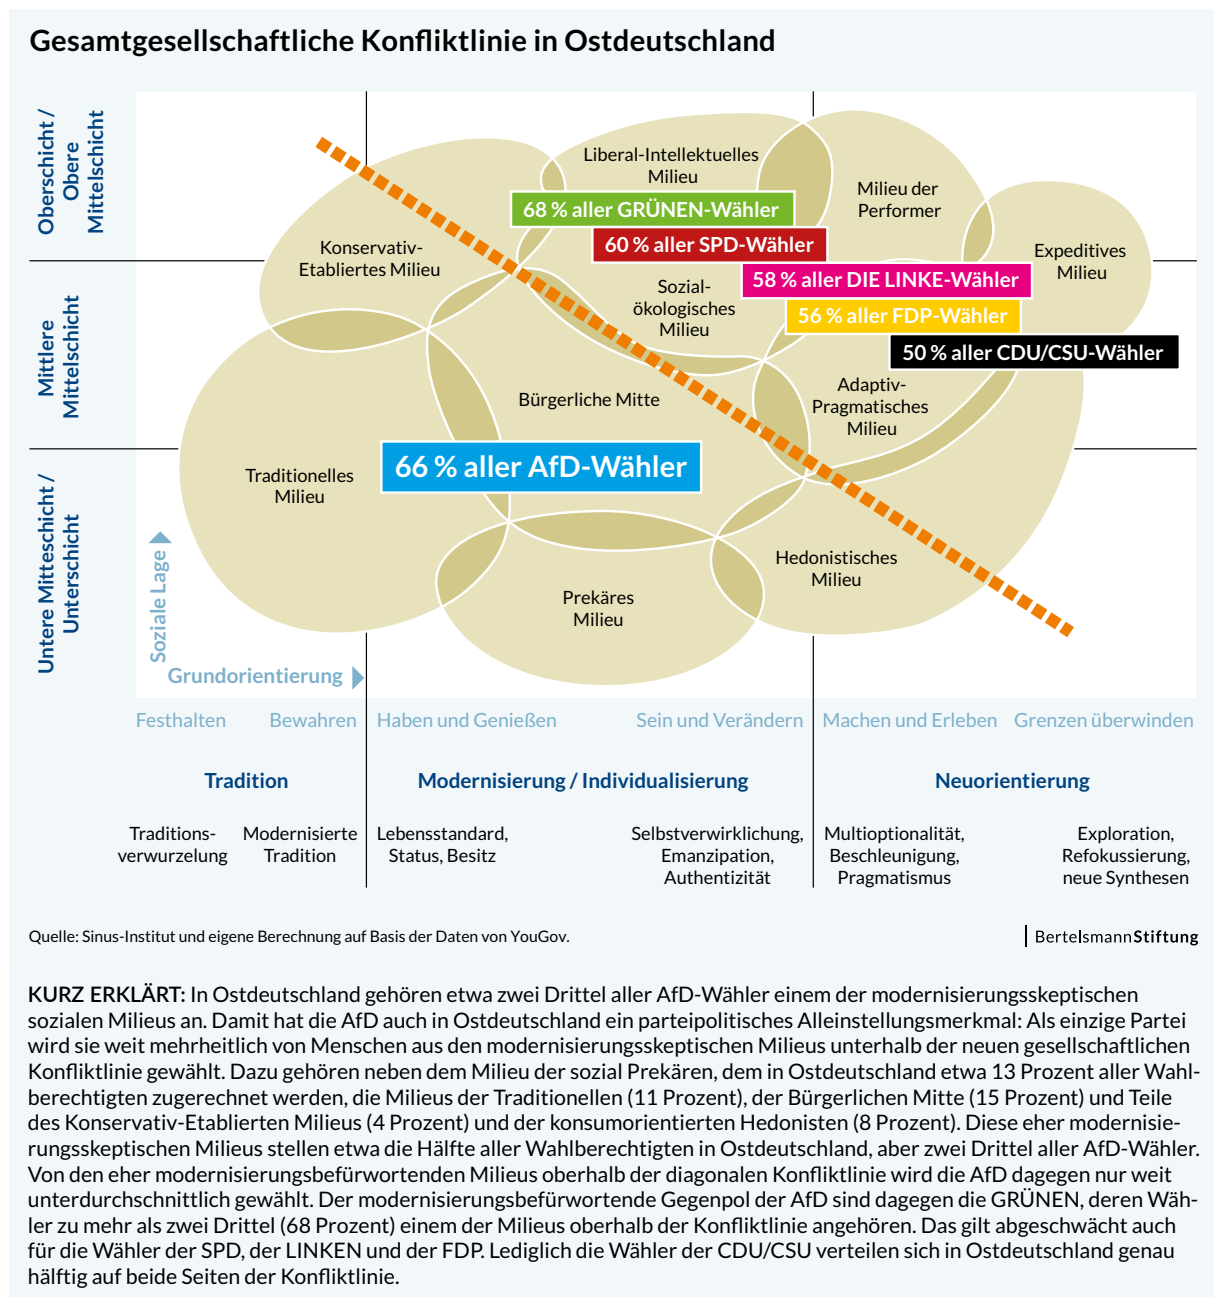 Gesamtgesellschaftliche Konfliktlinie in Ostdeutschland
Oberschicht /
Obere
Mittelschicht
Mittlere
Mittelschicht
Untere Mitteschicht /
Unterschicht
Soziale Lage
Grundorientierung
Liberal-Intellektuelles
Milieu
Milieu der
Performer
68 % aller GRÜNEN-Wähler
60 % aller SPD-Wähler
Konservativ-
Etabliertes Milieu
Expeditives
Milieu
58 % aller DIE LINKE-Wähler
Sozial-
ökologisches
Milieu
56 % aller FDP-Wähler
50 % aller CDU/CSU-Wähler
Bürgerliche Mitte
Adaptiv-
Pragmatisches
Milieu
66 % aller AfD-Wähler
Traditionelles
Milieu
Hedonistisches
Milieu
Prekäres
Milieu
Festhalten
Bewahren
Haben und Genießen
Sein und Verändern
Machen und Erleben
Grenzen überwinden
Tradition
Modernisierung / Individualisierung
Neuorientierung
Traditions-
verwurzelung
Modernisierte
Tradition
Lebensstandard,
Status, Besitz
Selbstverwirklichung,
Emanzipation,
Authentizität
Multioptionalität,
Beschleunigung,
Pragmatismus
Exploration,
Refokussierung,
neue Synthesen
Quelle: Sinus-Institut und eigene Berechnung auf Basis der Daten von YouGov.
BertelsmannStiftung
KURZ ERKLÄRT: In Ostdeutschland gehören etwa zwei Drittel aller AfD-Wähler einem der modernisierungsskeptischen
sozialen Milieus an. Damit hat die AfD auch in Ostdeutschland ein parteipolitisches Alleinstellungsmerkmal: Als einzige Partei
wird sie weit mehrheitlich von Menschen aus den modernisierungsskeptischen Milieus unterhalb der neuen gesellschaftlichen
Konfliktlinie gewählt. Dazu gehören neben dem Milieu der sozial Prekären, dem in Ostdeutschland etwa 13 Prozent aller Wahl-
berechtigten zugerechnet werden, die Milieus der Traditionellen (11 Prozent), der Bürgerlichen Mitte (15 Prozent) und Teile
des Konservativ-Etablierten Milieus (4 Prozent) und der konsumorientierten Hedonisten (8 Prozent). Diese eher modernisie-
rungsskeptischen Milieus stellen etwa die Hälfte aller Wahlberechtigten in Ostdeutschland, aber zwei Drittel aller AfD-Wähler.
Von den eher modernisierungsbefürwortenden Milieus oberhalb der diagonalen Konfliktlinie wird die AfD dagegen nur weit
unterdurchschnittlich gewählt. Der modernisierungsbefürwortende Gegenpol der AfD sind dagegen die GRÜNEN, deren Wäh-
ler zu mehr als zwei Drittel (68 Prozent) einem der Milieus oberhalb der Konfliktlinie angehören. Das gilt abgeschwächt auch
für die Wähler der SPD, der LINKEN und der FDP. Lediglich die Wähler der CDU/CSU verteilen sich in Ostdeutschland genau
hälftig auf beide Seiten der Konfliktlinie.